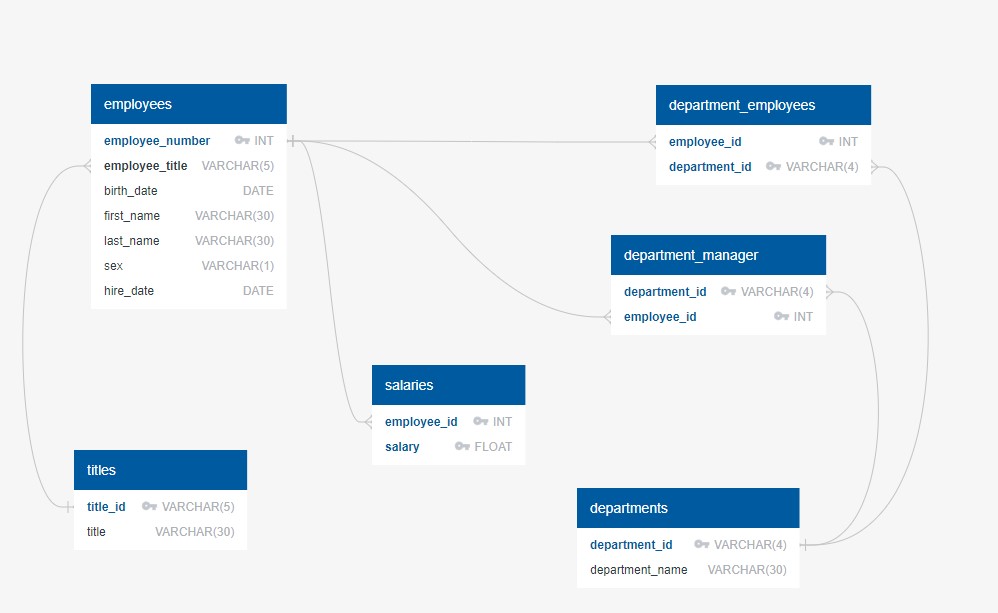 employees
employee_number INT
employee_title VARCHAR(5)
birth_date DATE
first_name VARCHAR(30)
last_name VARCHAR(30)
sex VARCHAR(1)
hire_date DATE
department_employees
employee_id INT
department_id VARCHAR(4)
department_manager
department_id VARCHAR(4)
employee_id INT
salaries
employee_id INT
salary FLOAT
titles
title_id VARCHAR(5)
title VARCHAR(30)
departments
department_id VARCHAR(4)
department_name VARCHAR(30)